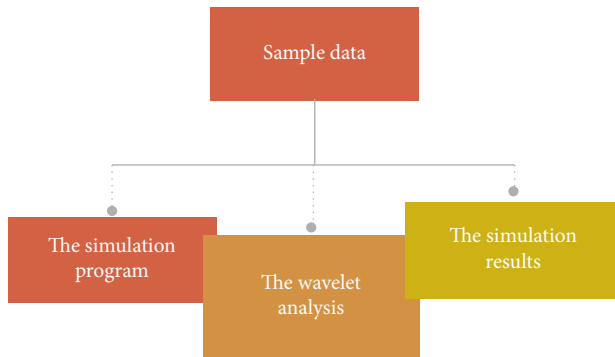 Sample data
The simulation
program
The wavelet
analysis
The simulation
results